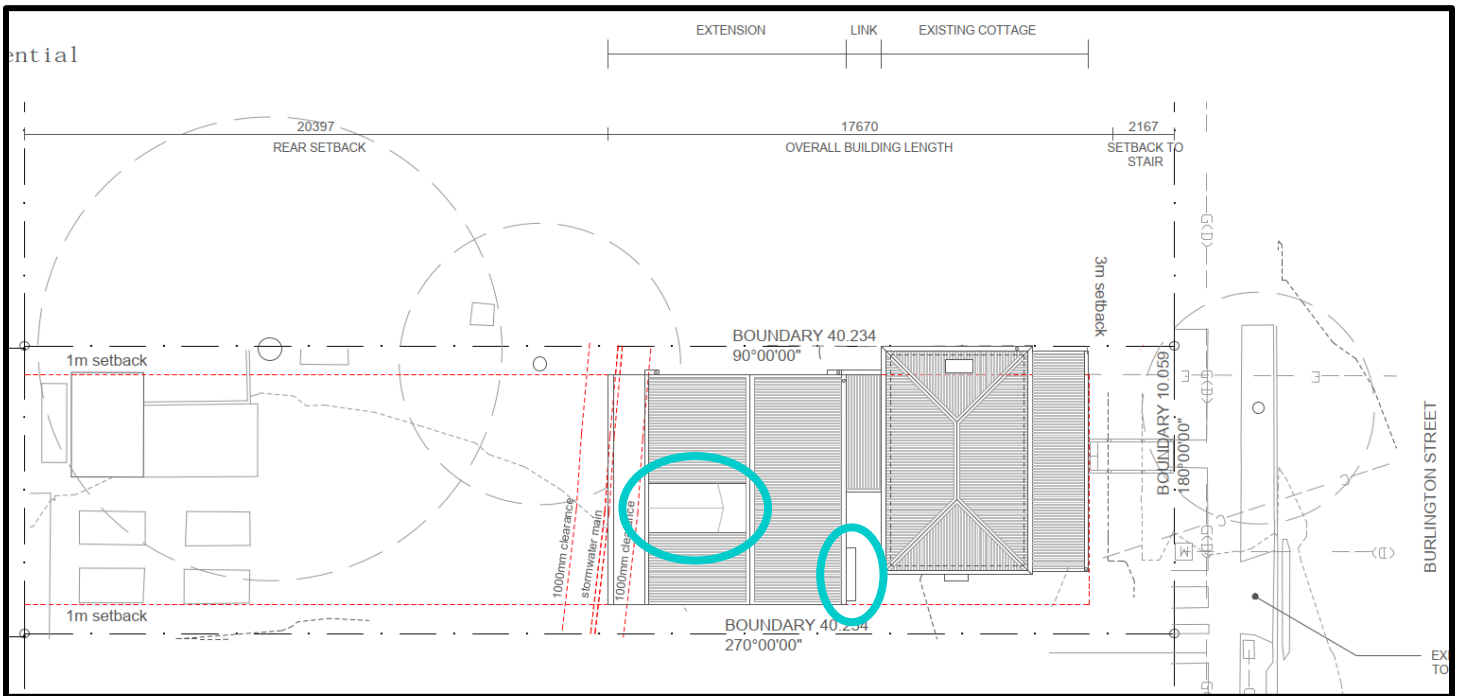 EXTENSION
LINK
EXISTING COTTAGE
ential
20397
17670
2167
REAR SETBACK
OVERALL BUILDING LENGTH
SETBACK TO
STAIR
G(D)
3m setback
BOUNDARY 40.234
90°00'00"
1m setback
BOUNDARY 10.059
180°00'00"
E
G(D)
E
BURLINGTON STREET
1000mm clearance
stormwater main
1000mm clearance
C
C
G(D)
(D)
1m setback
BOUNDARY 40.234
270°00'00"
EXI
TO